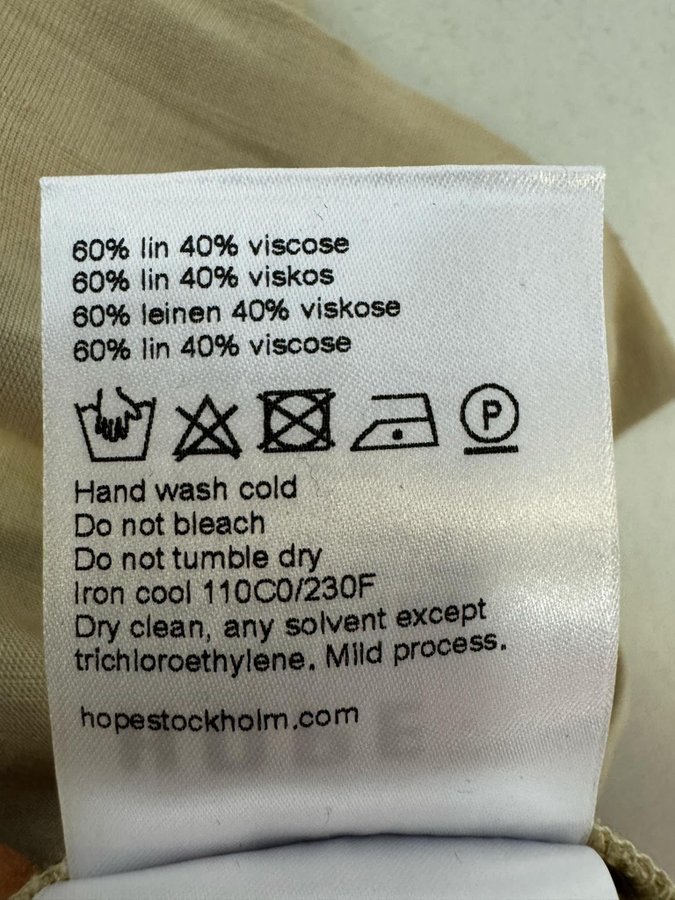 60% lin 40% viscose
60% lin 40% viskos
60% leinen 40% viskose
60% lin 40% viscose
P
Hand wash cold
Do not bleach
Do not tumble dry
Iron cool 110C0/230F
Dry clean, any solvent except
trichloroethylene. Mild process.
hopestockholm.com